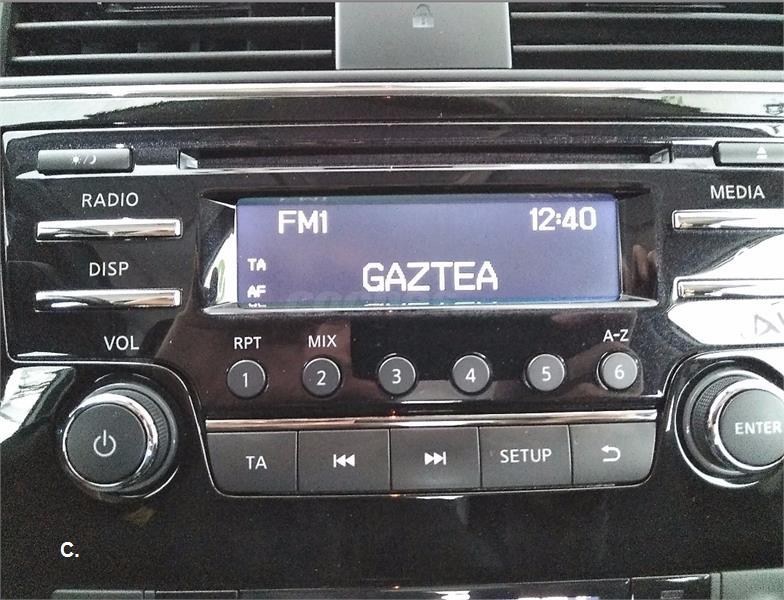 RADIO
MEDIA
FM1 12:40
DISP
TA
GAZTEA
AF
VOL
RPT MIX A-Z
1 2 3 4 5 6
ENTER
TA SETUP
C.